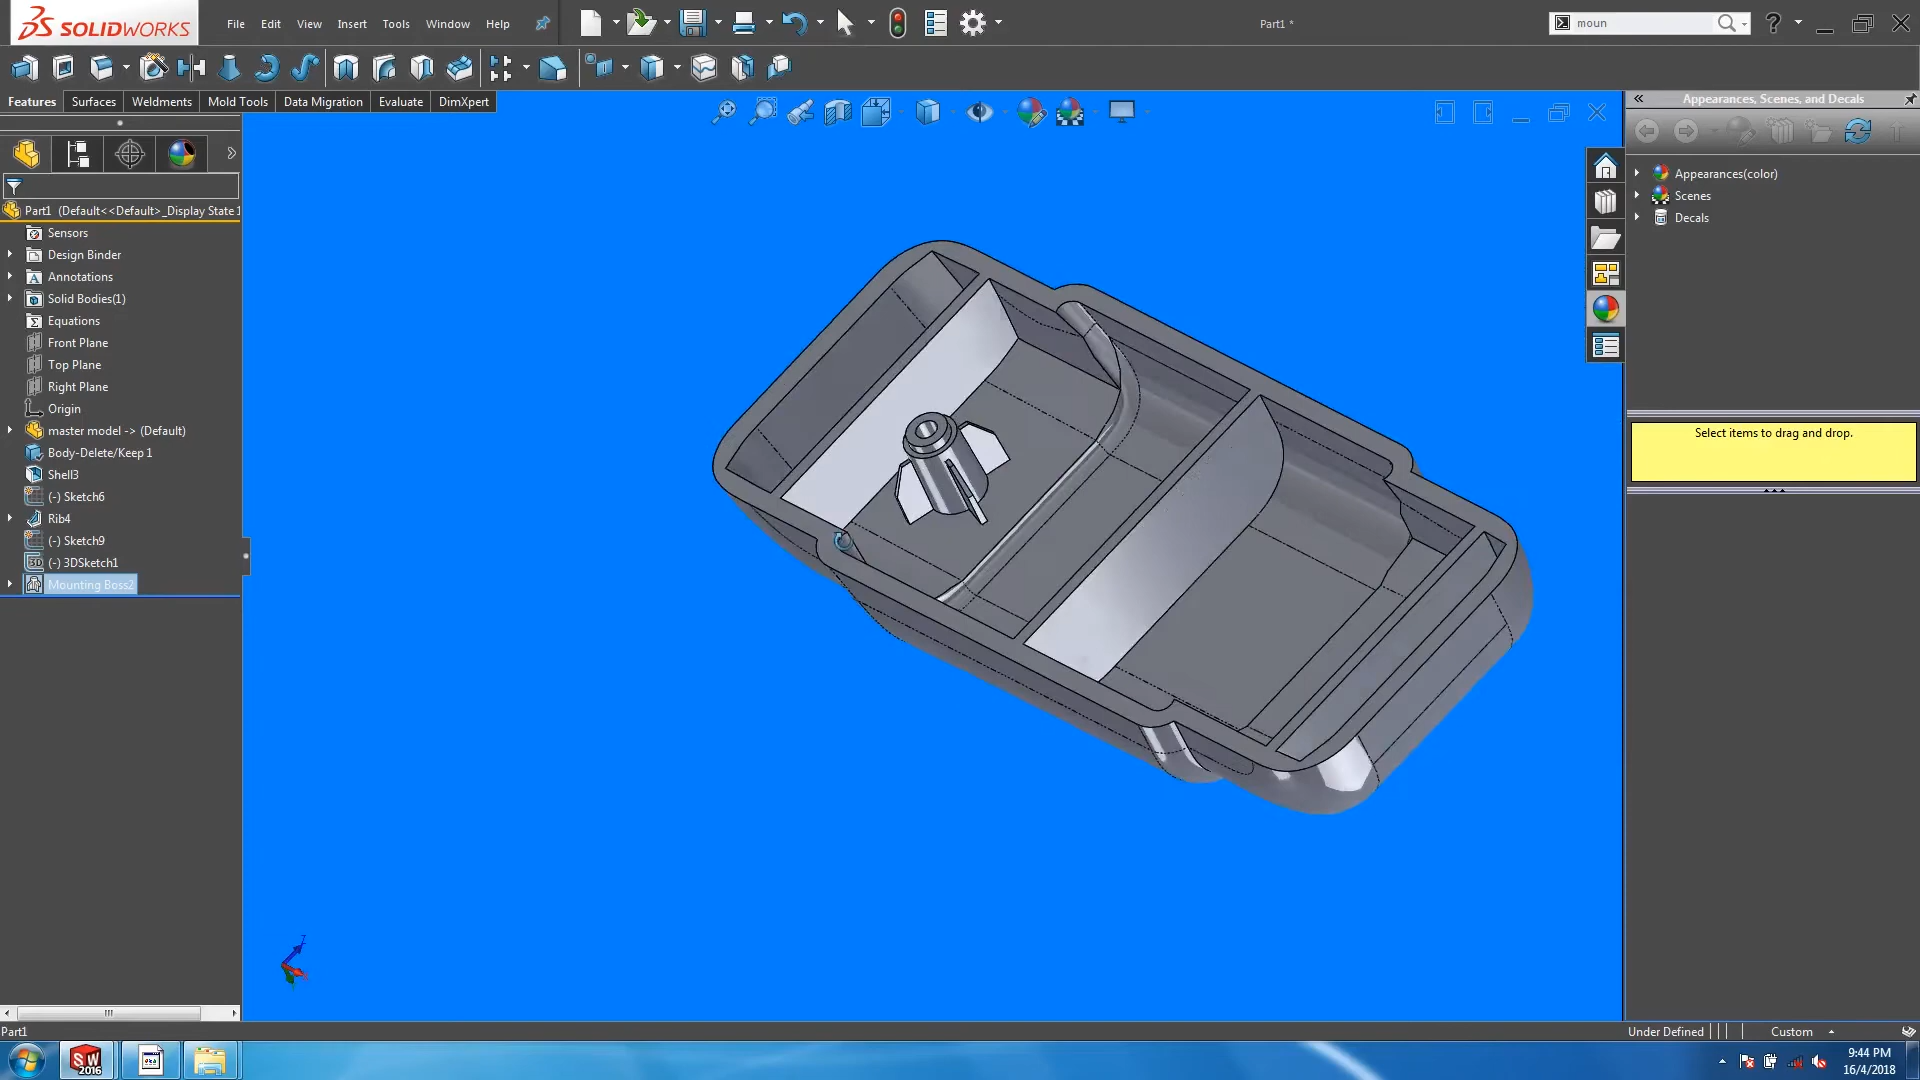 SOLIDWORKS
File Edit View Insert Tools Window Help
Part1 *
moun
?
Features Surfaces Weldments Mold Tools Data Migration Evaluate DimXpert
Appearances, Scenes, and Decals
Part1 (Default<<Default>_Display State 1
Sensors
Design Binder
Annotations
Solid Bodies(1)
Equations
Front Plane
Top Plane
Right Plane
Origin
master model -> (Default)
Body-Delete/Keep 1
Shell3
(-) Sketch6
Rib4
(-) Sketch9
(-) 3DSketch1
Mounting Boss2
Appearances(color)
Scenes
Decals
Select items to drag and drop.
Z
Part1
Under Defined
Custom
SW
2016
9:44 PM
16/4/2018